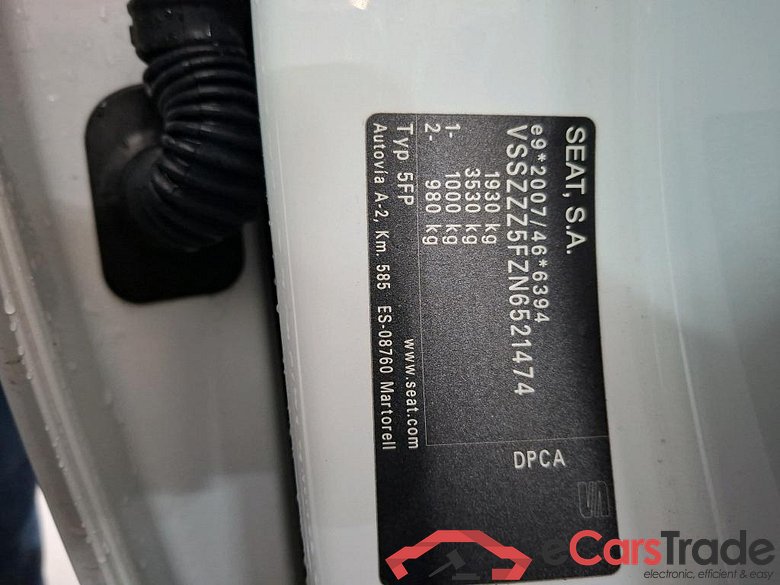 SEAT, S.A.
e9*2007/46*6394
VSSZZZ5FZN6521474
1930 kg
3530 kg
1- 1000 kg
2- 980 kg
Typ 5FP www.seat.com
Autovía A-2, Km. 585 ES-08760 Martorell
DPCA
eCarsTrade
electronic, efficient & easy